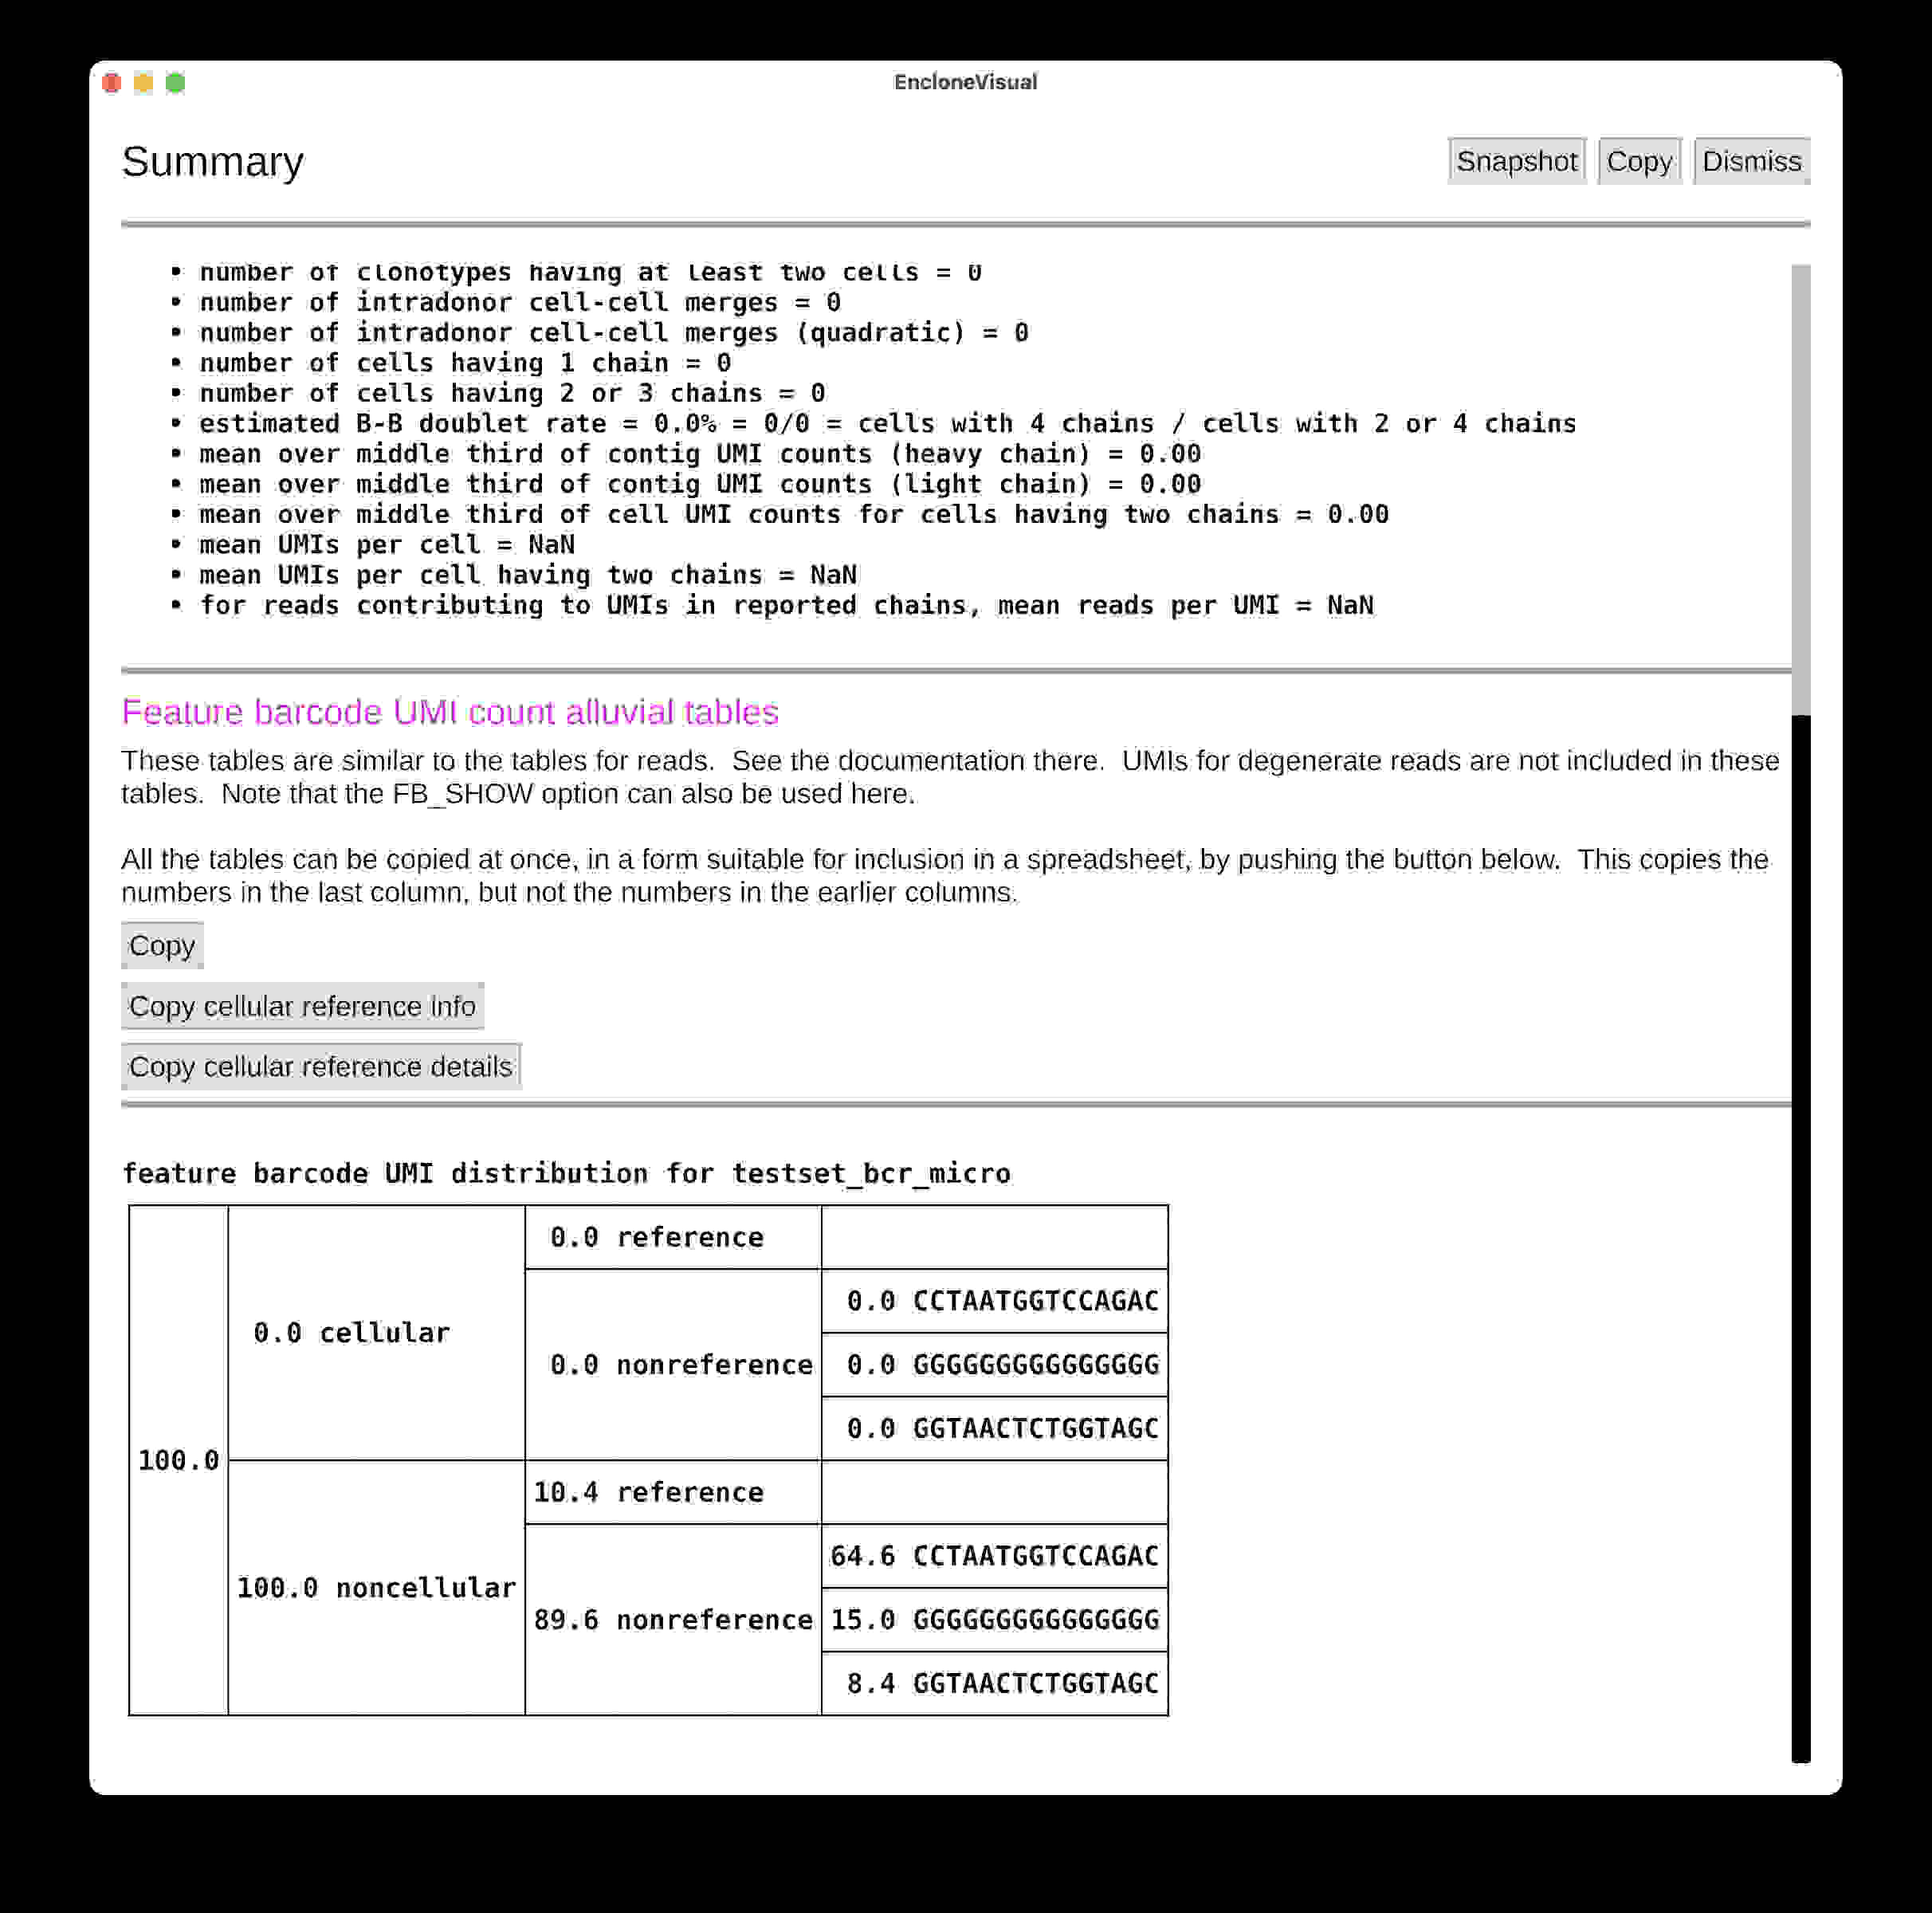 EncloneVisual
Summary
Snapshot Copy Dismiss
• number of clonotypes having at least two cells = 0
• number of intradonor cell-cell merges = 0
• number of intradonor cell-cell merges (quadratic) = 0
• number of cells having 1 chain = 0
• number of cells having 2 or 3 chains = 0
• estimated B-B doublet rate = 0.0% = 0/0 = cells with 4 chains / cells with 2 or 4 chains
• mean over middle third of contig UMI counts (heavy chain) = 0.00
• mean over middle third of contig UMI counts (light chain) = 0.00
• mean over middle third of cell UMI counts for cells having two chains = 0.00
• mean UMIs per cell = NaN
• mean UMIs per cell having two chains = NaN
• for reads contributing to UMIs in reported chains, mean reads per UMI = NaN
Feature barcode UMI count alluvial tables
These tables are similar to the tables for reads.  See the documentation there.  UMIs for degenerate reads are not included in these
tables.  Note that the FB_SHOW option can also be used here.
All the tables can be copied at once, in a form suitable for inclusion in a spreadsheet, by pushing the button below.  This copies the
numbers in the last column, but not the numbers in the earlier columns.
Copy
Copy cellular reference info
Copy cellular reference details
feature barcode UMI distribution for testset_bcr_micro
0.0 reference
0.0 CCTAATGGTCCAGAC
0.0 cellular
0.0 nonreference 0.0 GGGGGGGGGGGGGGG
0.0 GGTAACTCTGGTAGC
100.0
10.4 reference
64.6 CCTAATGGTCCAGAC
100.0 noncellular
89.6 nonreference 15.0 GGGGGGGGGGGGGGG
8.4 GGTAACTCTGGTAGC